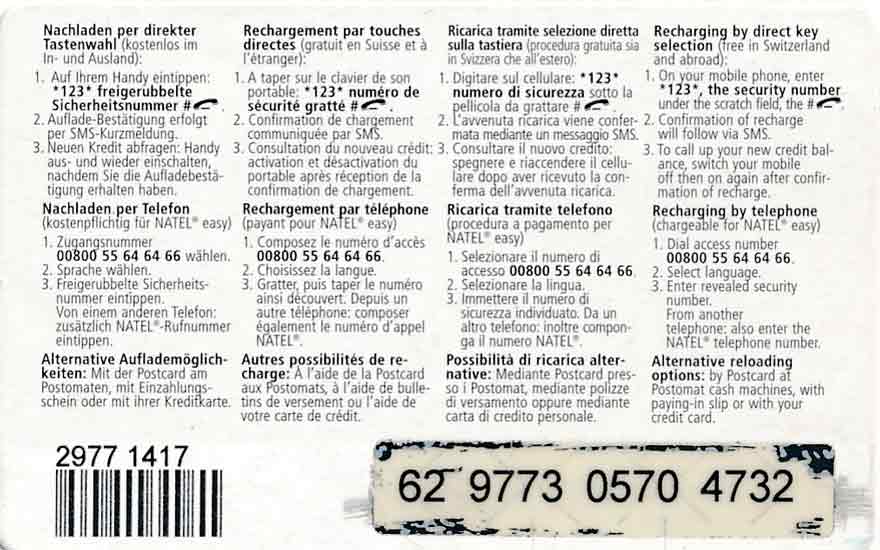 Nachladen per direkter
Tastenwahl (kostenlos im
In- und Ausland):
1. Auf Ihrem Handy eintippen:
*123* freigerubbelte
Sicherheitsnummer #
2. Auflade-Bestätigung erfolgt
per SMS-Kurzmeldung.
3. Neuen Kredit abfragen: Handy
aus- und wieder einschalten,
nachdem Sie die Aufladebestä-
tigung erhalten haben.
Nachladen per Telefon
(kostenpflichtig für NATEL® easy)
1. Zugangsnummer
00800 55 64 64 66 wählen.
2. Sprache wählen.
3. Freigerubbelte Sicherheits-
nummer eintippen.
Von einem anderen Telefon:
zusätzlich NATEL®-Rufnummer
eintippen.
Alternative Auflademöglich-
keiten: Mit der Postcard am
Postomaten, mit Einzahlungs-
schein oder mit ihrer Kreditkarte.
Rechargement par touches
directes (gratuit en Suisse et à
l'étranger):
1. A taper sur le clavier de son
portable: *123* numéro de
sécurité gratté # .
2. Confirmation de chargement
communiquée par SMS.
3. Consultation du nouveau crédit:
activation et désactivation du
portable après réception de la
confirmation de chargement.
Rechargement par téléphone
(payant pour NATEL® easy)
1. Composez le numéro d'accès
00800 55 64 64 66.
2. Choisissez la langue.
3. Gratter, puis taper le numéro
ainsi découvert. Depuis un
autre téléphone: composer
également le numéro d'appel
NATEL®.
Autres possibilités de re-
charge: À l'aide de la Postcard
aux Postomats, à l'aide de bulle-
tins de versement ou l'aide de
votre carte de crédit.
Ricarica tramite selezione diretta
sulla tastiera (procedura gratuita sia
in Svizzera che all'estero):
1. Digitare sul cellulare: *123*
numero di sicurezza sotto la
pellicola da grattare #
2. L'avvenuta ricarica viene confer-
mata mediante un messaggio SMS.
3. Consultare il nuovo credito:
spegnere e riaccendere il cellu-
lare dopo aver ricevuto la con-
ferma dell'avvenuta ricarica.
Ricarica tramite telefono
(procedura a pagamento per
NATEL® easy)
1. Selezionare il numero di
accesso 00800 55 64 64 66.
2. Selezionare la lingua.
3. Immettere il numero di
sicurezza individuato. Da un
altro telefono: inoltre compon-
ga il numero NATEL®.
Possibilità di ricarica alter-
native: Mediante Postcard pres-
so i Postomat, mediante polizze
di versamento oppure mediante
carta di credito personale.
Recharging by direct key
selection (free in Switzerland
and abroad):
1. On your mobile phone, enter
*123*, the security number
under the scratch field, the #
2. Confirmation of recharge
will follow via SMS.
3. To call up your new credit bal-
ance, switch your mobile
off then on again after confir-
mation of recharge.
Recharging by telephone
(chargeable for NATEL® easy)
1. Dial access number
00800 55 64 64 66.
2. Select language.
3. Enter revealed security
number.
From another
telephone: also enter the
NATEL® telephone number.
Alternative reloading
options: by Postcard at
Postomat cash machines, with
paying-in slip or with your
credit card.
2977 1417
62 9773 0570 4732